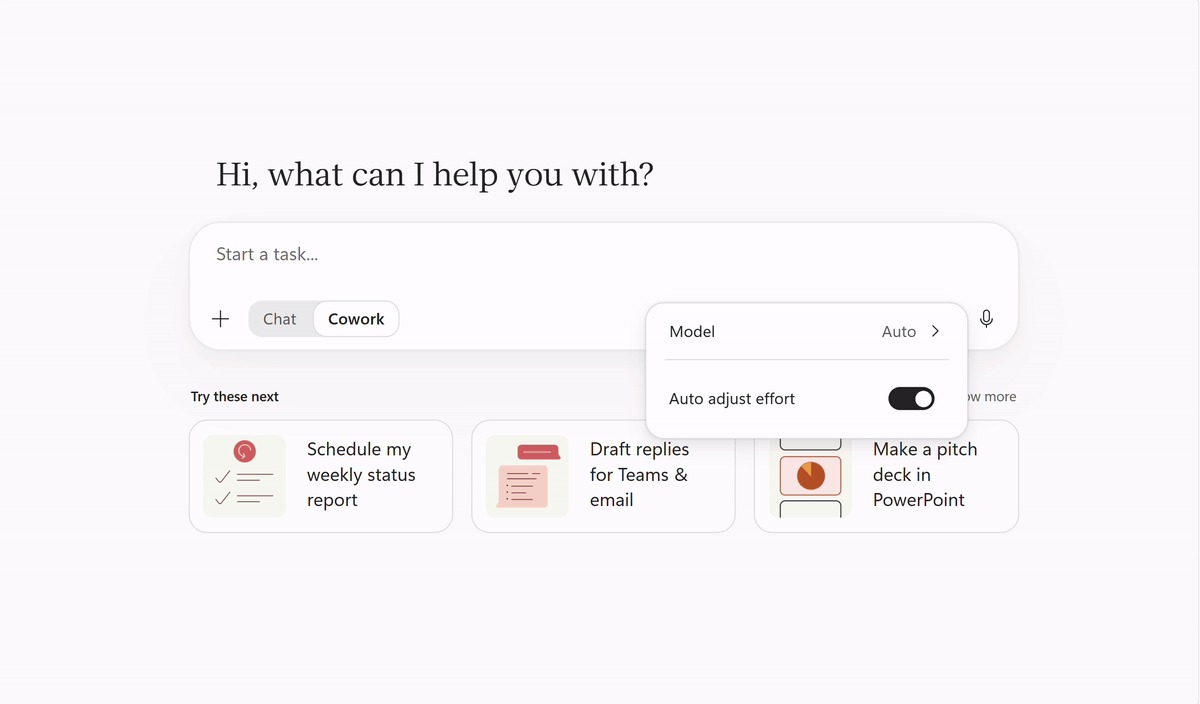 Hi, what can I help you with?
Start a task...
Chat
Cowork
Model
Auto
Auto adjust effort
Try these next
more
Schedule my
weekly status
report
Draft replies
for Teams &
email
Make a pitch
deck in
PowerPoint